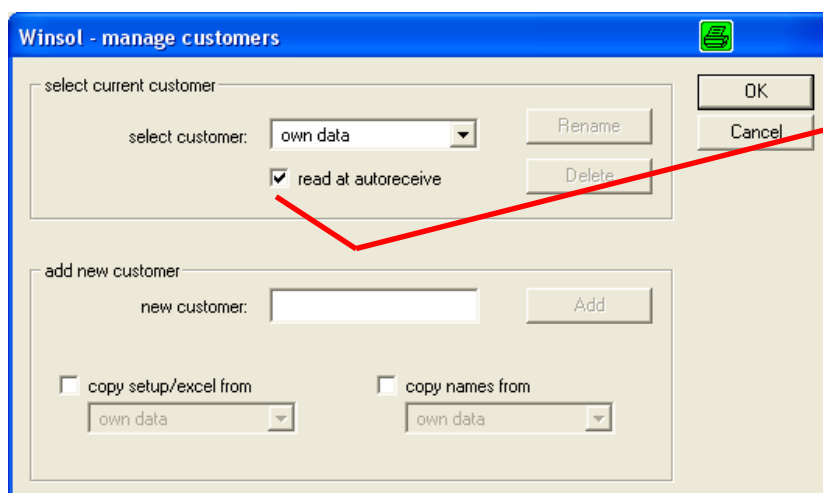 Winsol - manage customers
select current customer
OK
select customer: own data Rename
Cancel
read at autoreceive Delete
add new customer
new customer: Add
copy setup/excel from copy names from
own data own data